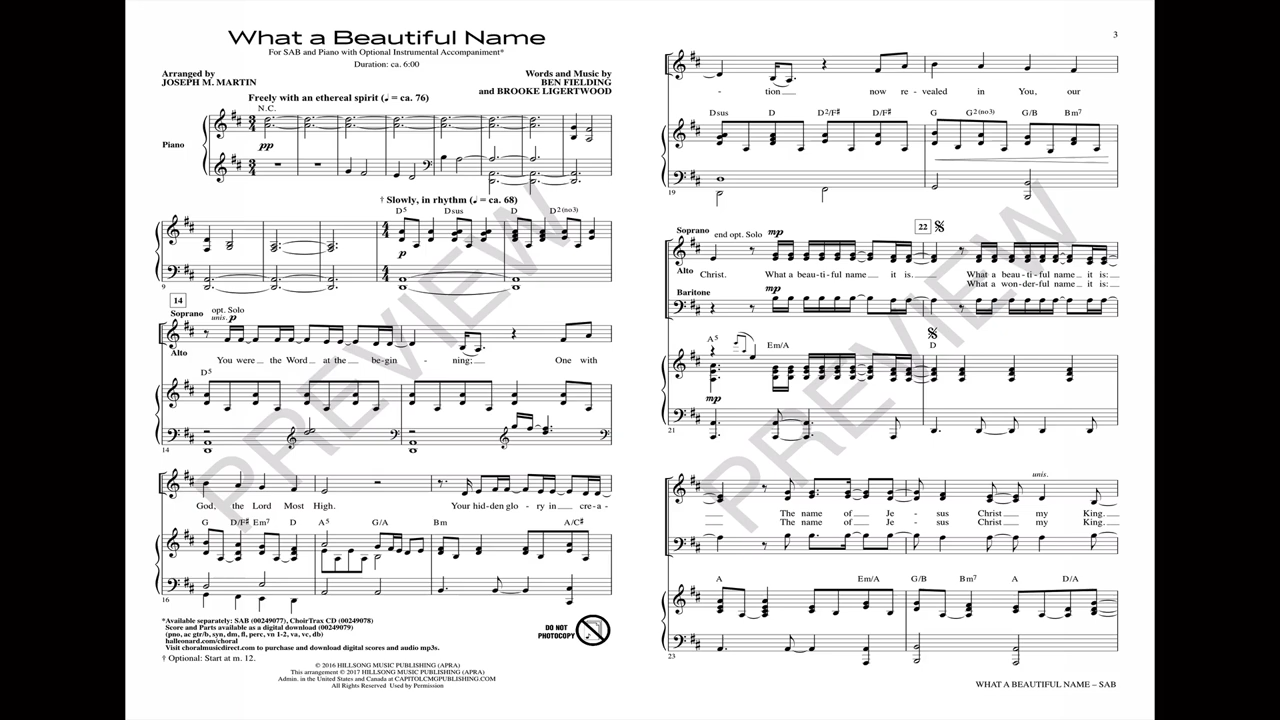 What a Beautiful Name
For SAB and Piano with Optional Instrumental Accompaniment*
Duration: ca. 6:00
Arranged by
JOSEPH M. MARTIN
Words and Music by
BEN FIELDING
and BROOKE LIGERTWOOD
Freely with an ethereal spirit (♩ = ca. 76)
N.C.
Piano
pp
† Slowly, in rhythm (♩ = ca. 68)
D5 Dsus D D2(no3)
p
9
14
Soprano
opt. Solo
unis. p
Alto
You were the Word at the be-gin - ning; One with
D5
14
God, the Lord Most High. Your hid-den glo - ry in cre-a-
G D/F# Em7 D A5 G/A Bm A/C#
16
*Available separately: SAB (00249077), ChoirTrax CD (00249078)
Score and Parts available as a digital download (00249079)
(pno, ac gtr/b, syn, dm, fl, perc, vn 1-2, va, vc, db)
halleonard.com/choral
Visit choralmusicdirect.com to purchase and download digital scores and audio mp3s.
† Optional: Start at m. 12.
DO NOT
PHOTOCOPY
© 2016 HILLSONG MUSIC PUBLISHING (APRA)
This arrangement © 2017 HILLSONG MUSIC PUBLISHING (APRA)
Admin. in the United States and Canada at CAPITOLCMGPUBLISHING.COM
All Rights Reserved Used by Permission
PREVIEW
3
- tion now re-vealed in You, our
Dsus D D2/F# D/F# G G2(no3) G/B Bm7
19
Soprano
end opt. Solo mp
22
Alto
Christ. What a beau-ti-ful name it is. What a beau-ti-ful name it is:
What a won-der-ful name it is:
Baritone
mp
A5 Em/A D
mp
21
unis.
The name of Je - sus Christ my King.
The name of Je - sus Christ my King.
A Em/A G/B Bm7 A D/A
23
WHAT A BEAUTIFUL NAME – SAB
PREVIEW